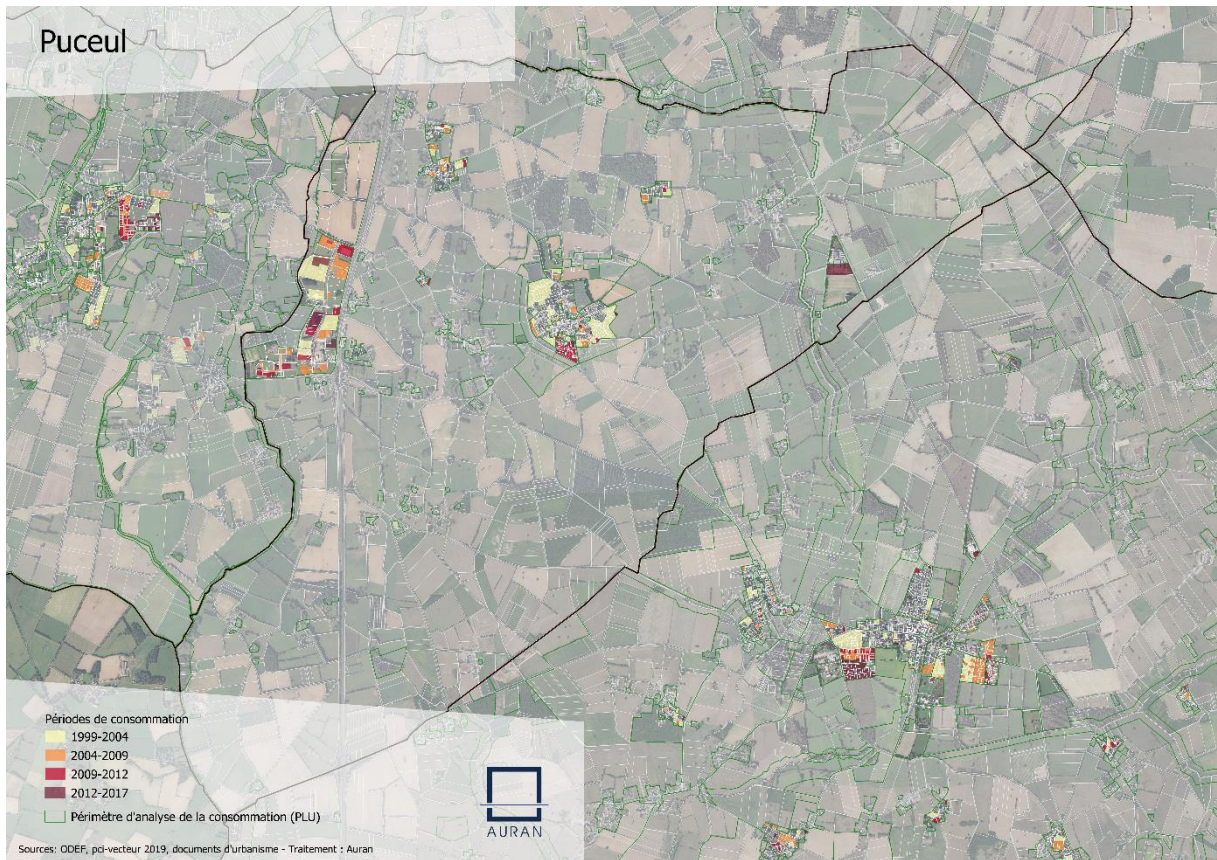 Puceul
Périodes de consommation
1999-2004
2004-2009
2009-2012
2012-2017
Périmètre d'analyse de la consommation (PLU)
AURAN
Sources: ODEF, pci-vecteur 2019, documents d'urbanisme - Traitement : Auran